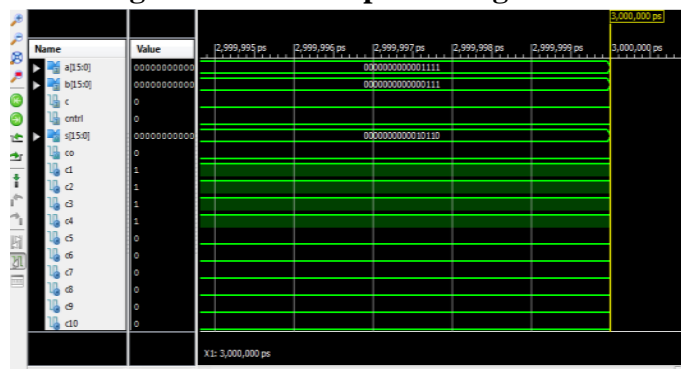 3,000,000 ps
Name Value 2,999,995 ps 2,999,996 ps 2,999,997 ps 2,999,998 ps 2,999,999 ps 3,000,000 ps
a[15:0] 00000000000 0000000000001111
b[15:0] 00000000000 0000000000000111
c 0
cntrl 0
s[15:0] 00000000000 0000000000010110
co 0
c1 1
c2 1
c3 1
c4 1
c5 0
c6 0
c7 0
c8 0
c9 0
c10 0
X1: 3,000,000 ps